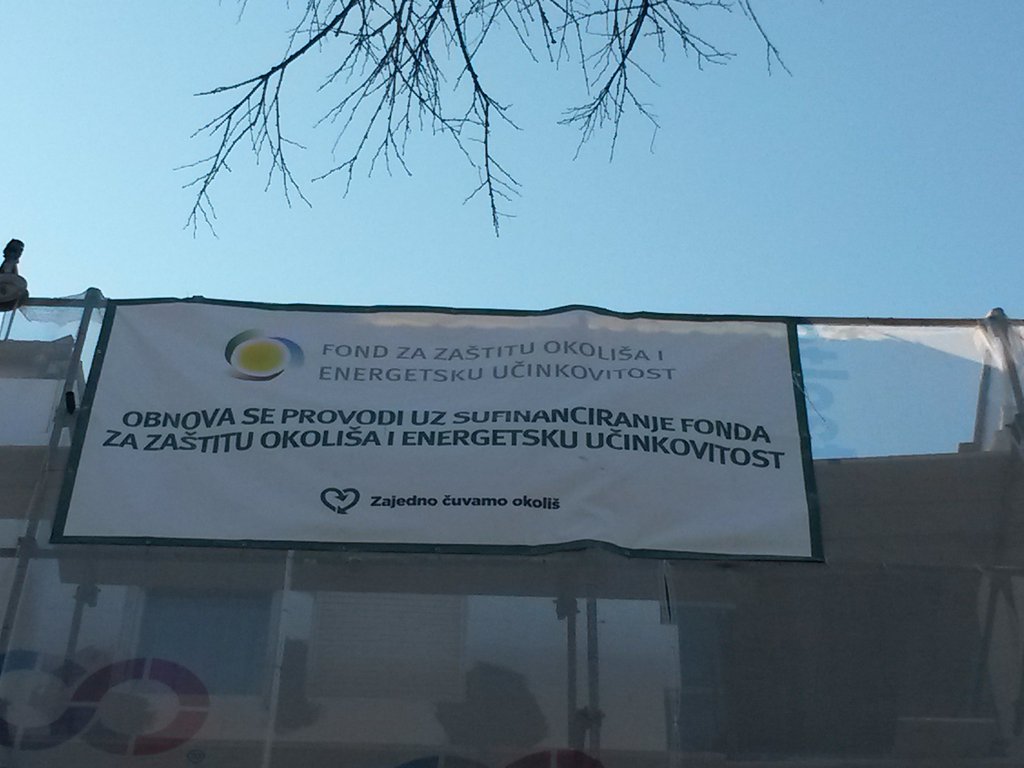 FOND ZA ZAŠTITU OKOLIŠA I
ENERGETSKU UČINKOVITOST
OBNOVA SE PROVODI UZ SUFINANCIRANJE FONDA
ZA ZAŠTITU OKOLIŠA I ENERGETSKU UČINKOVITOST
Zajedno čuvamo okoliš